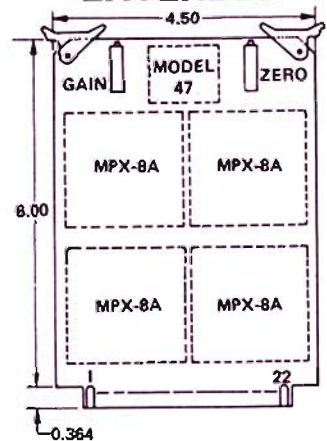 4.50
GAIN
MODEL
47
ZERO
MPX-8A MPX-8A
6.00
MPX-8A MPX-8A
1 22
0.364